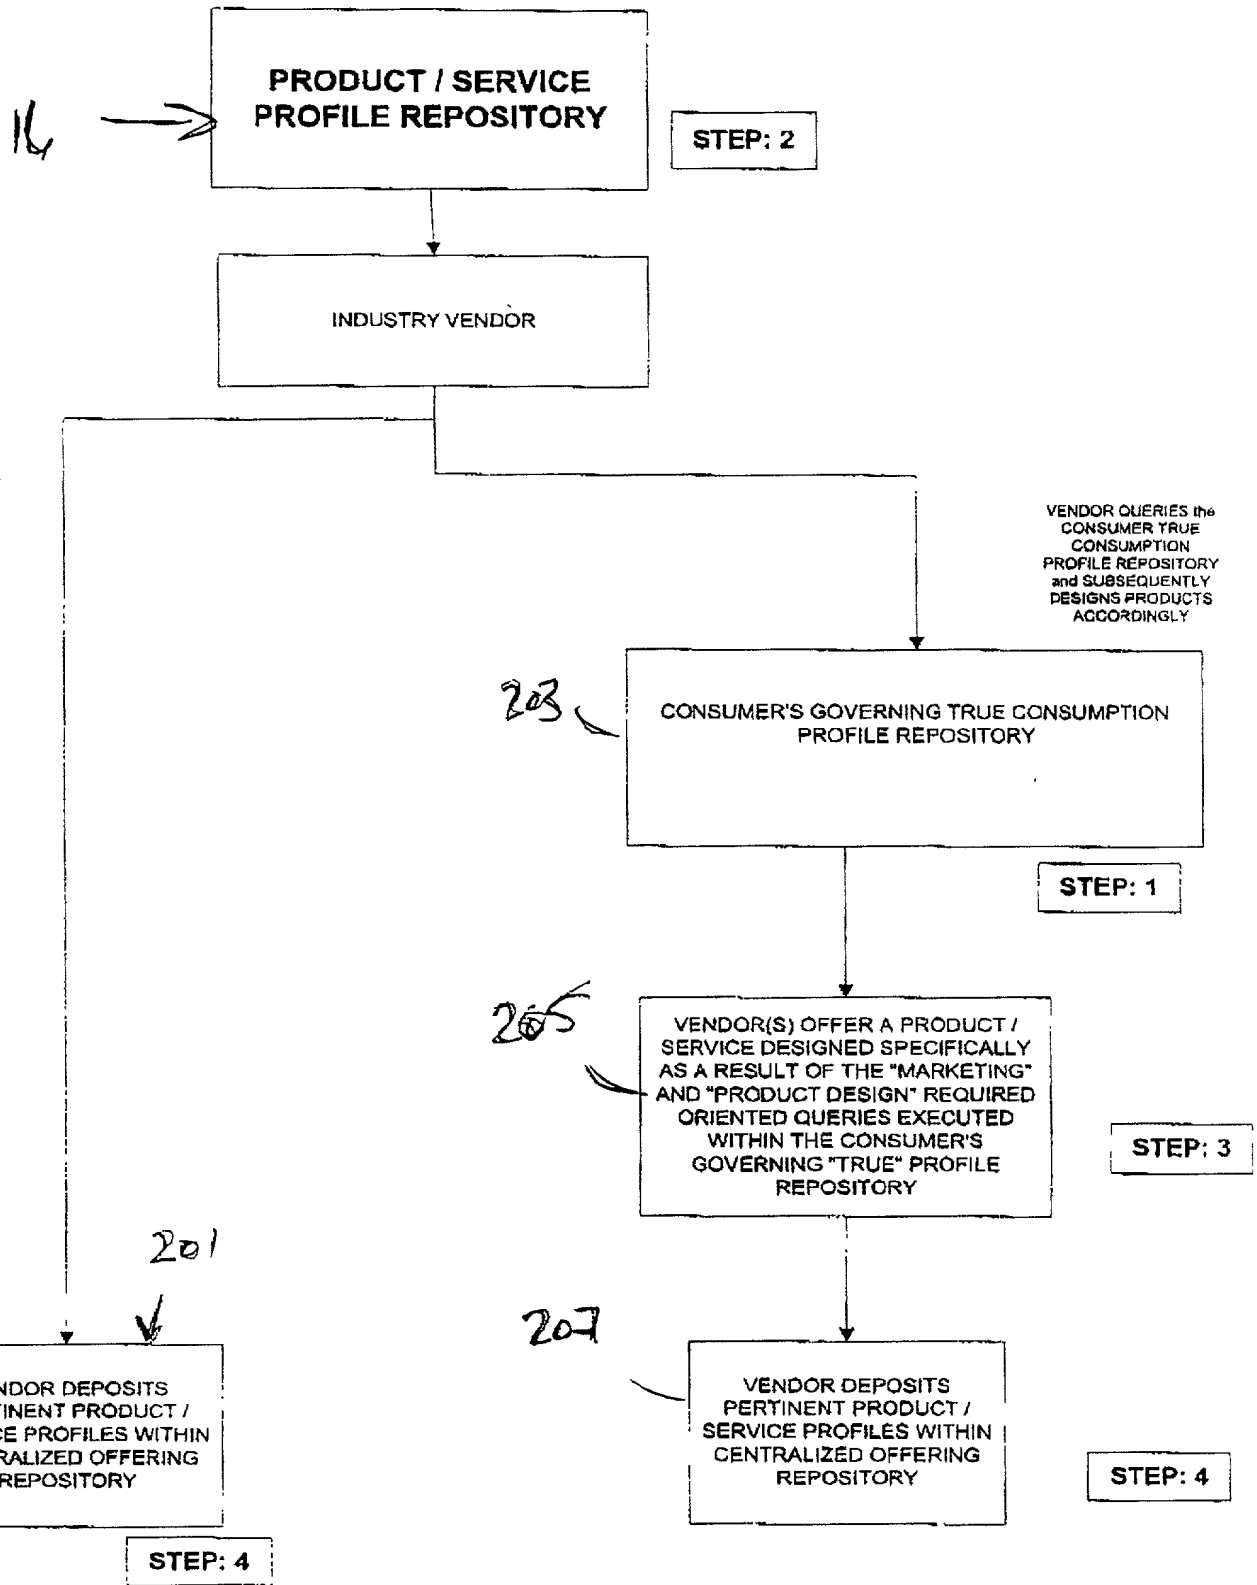 PRODUCT / SERVICE
PROFILE REPOSITORY
16
STEP: 2
INDUSTRY VENDOR
VENDOR QUERIES the
CONSUMER TRUE
CONSUMPTION
PROFILE REPOSITORY
and SUBSEQUENTLY
DESIGNS PRODUCTS
ACCORDINGLY
203
CONSUMER'S GOVERNING TRUE CONSUMPTION
PROFILE REPOSITORY
STEP: 1
205
VENDOR(S) OFFER A PRODUCT /
SERVICE DESIGNED SPECIFICALLY
AS A RESULT OF THE "MARKETING"
AND "PRODUCT DESIGN" REQUIRED
ORIENTED QUERIES EXECUTED
WITHIN THE CONSUMER'S
GOVERNING "TRUE" PROFILE
REPOSITORY
STEP: 3
201
NDOR DEPOSITS
TINENT PRODUCT /
CE PROFILES WITHIN
RALIZED OFFERING
REPOSITORY
STEP: 4
207
VENDOR DEPOSITS
PERTINENT PRODUCT /
SERVICE PROFILES WITHIN
CENTRALIZED OFFERING
REPOSITORY
STEP: 4